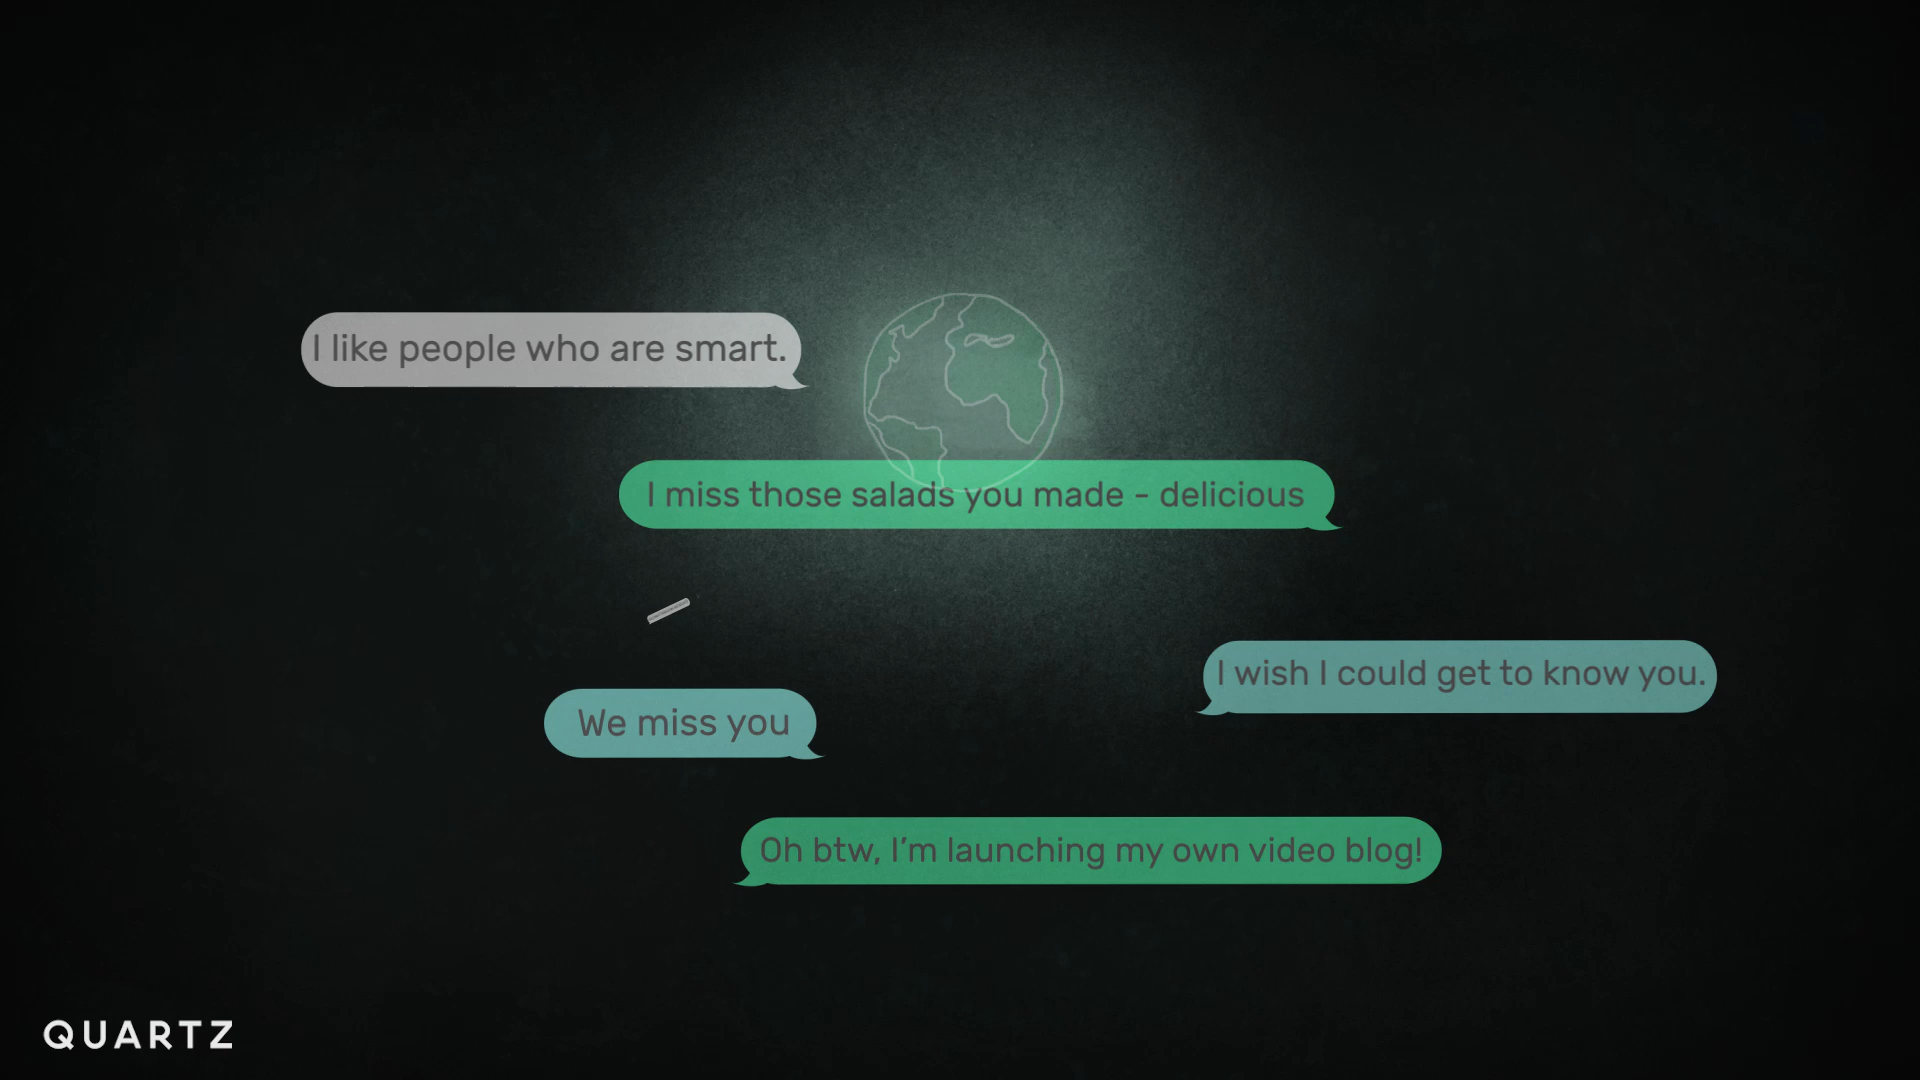 I like people who are smart.
I miss those salads you made - delicious
I wish I could get to know you.
We miss you
Oh btw, I’m launching my own video blog!
QUARTZ